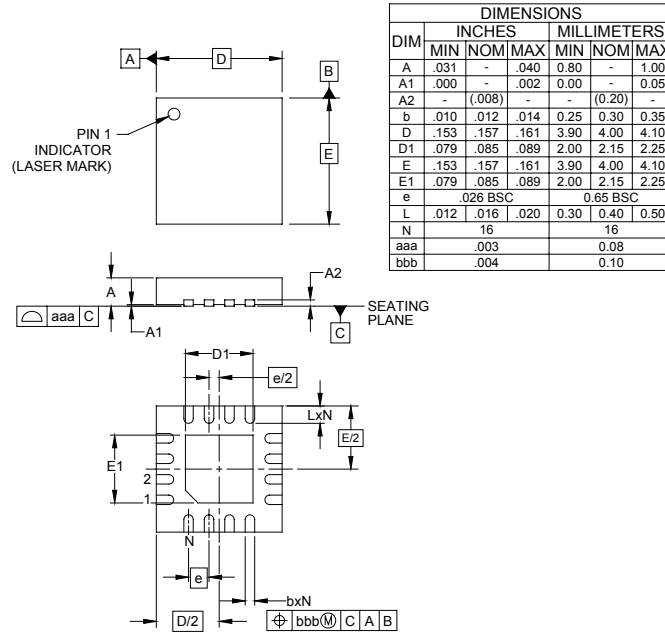 A
D
B
PIN 1
INDICATOR
(LASER MARK)
E
DIMENSIONS
DIM INCHES MILLIMETERS
MIN NOM MAX MIN NOM MAX
A .031 - .040 0.80 - 1.00
A1 .000 - .002 0.00 - 0.05
A2 - (.008) - - (0.20) -
b .010 .012 .014 0.25 0.30 0.35
D .153 .157 .161 3.90 4.00 4.10
D1 .079 .085 .089 2.00 2.15 2.25
E .153 .157 .161 3.90 4.00 4.10
E1 .079 .085 .089 2.00 2.15 2.25
e .026 BSC 0.65 BSC
L .012 .016 .020 0.30 0.40 0.50
N 16 16
aaa .003 0.08
bbb .004 0.10
A2
A
SEATING
PLANE
aaa C
A1
C
D1
e/2
LxN
E/2
E1
2
1
N
e
bxN
D/2
bbb M C A B